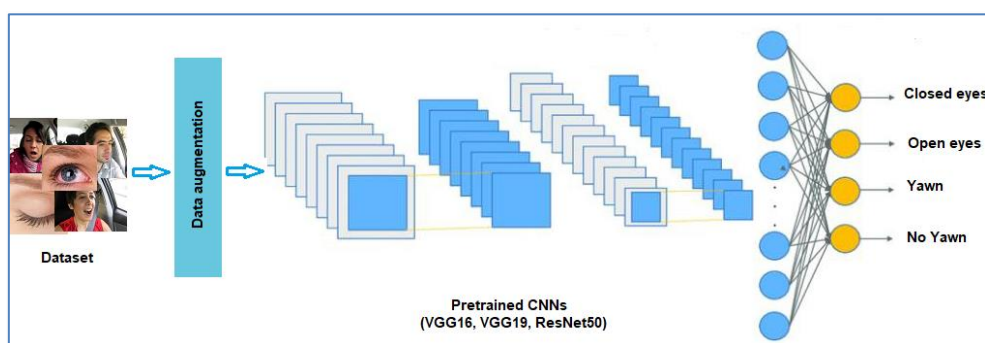 Dataset
Data augmentation
Pretrained CNNs
(VGG16, VGG19, ResNet50)
Closed eyes
Open eyes
Yawn
No Yawn